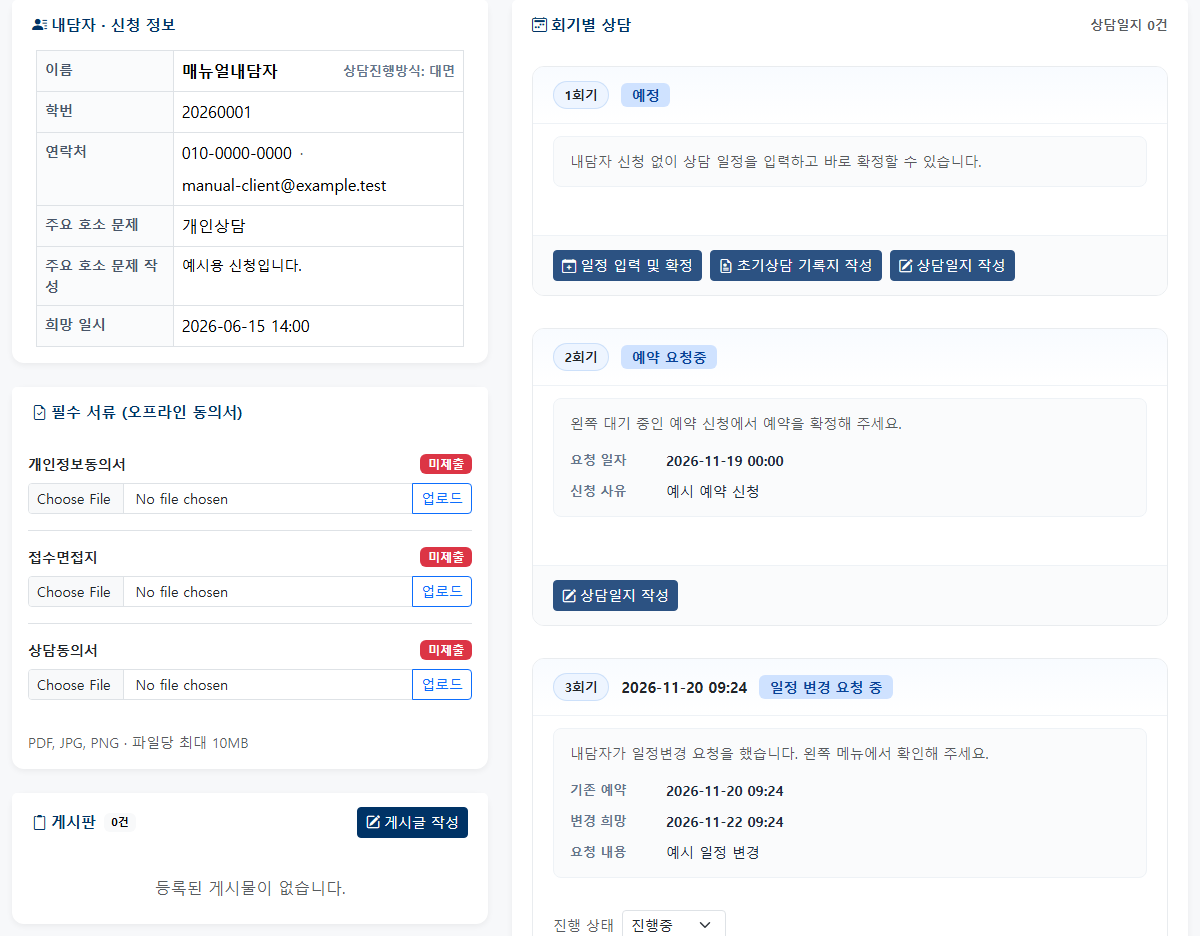 내담자 · 신청 정보
이름
매뉴얼내담자
상담진행방식: 대면
학번
20260001
연락처
010-0000-0000 ·
manual-client@example.test
주요 호소 문제
개인상담
주요 호소 문제 작
성
예시용 신청입니다.
희망 일시
2026-06-15 14:00
필수 서류 (오프라인 동의서)
개인정보동의서
미제출
Choose File
No file chosen
업로드
접수면접지
미제출
Choose File
No file chosen
업로드
상담동의서
미제출
Choose File
No file chosen
업로드
PDF, JPG, PNG · 파일당 최대 10MB
게시판
0건
게시글 작성
등록된 게시물이 없습니다.
회기별 상담
상담일지 0건
1회기
예정
내담자 신청 없이 상담 일정을 입력하고 바로 확정할 수 있습니다.
일정 입력 및 확정
초기상담 기록지 작성
상담일지 작성
2회기
예약 요청중
왼쪽 대기 중인 예약 신청에서 예약을 확정해 주세요.
요청 일자
2026-11-19 00:00
신청 사유
예시 예약 신청
상담일지 작성
3회기
2026-11-20 09:24
일정 변경 요청 중
내담자가 일정변경 요청을 했습니다. 왼쪽 메뉴에서 확인해 주세요.
기존 예약
2026-11-20 09:24
변경 희망
2026-11-22 09:24
요청 내용
예시 일정 변경
진행 상태
진행중